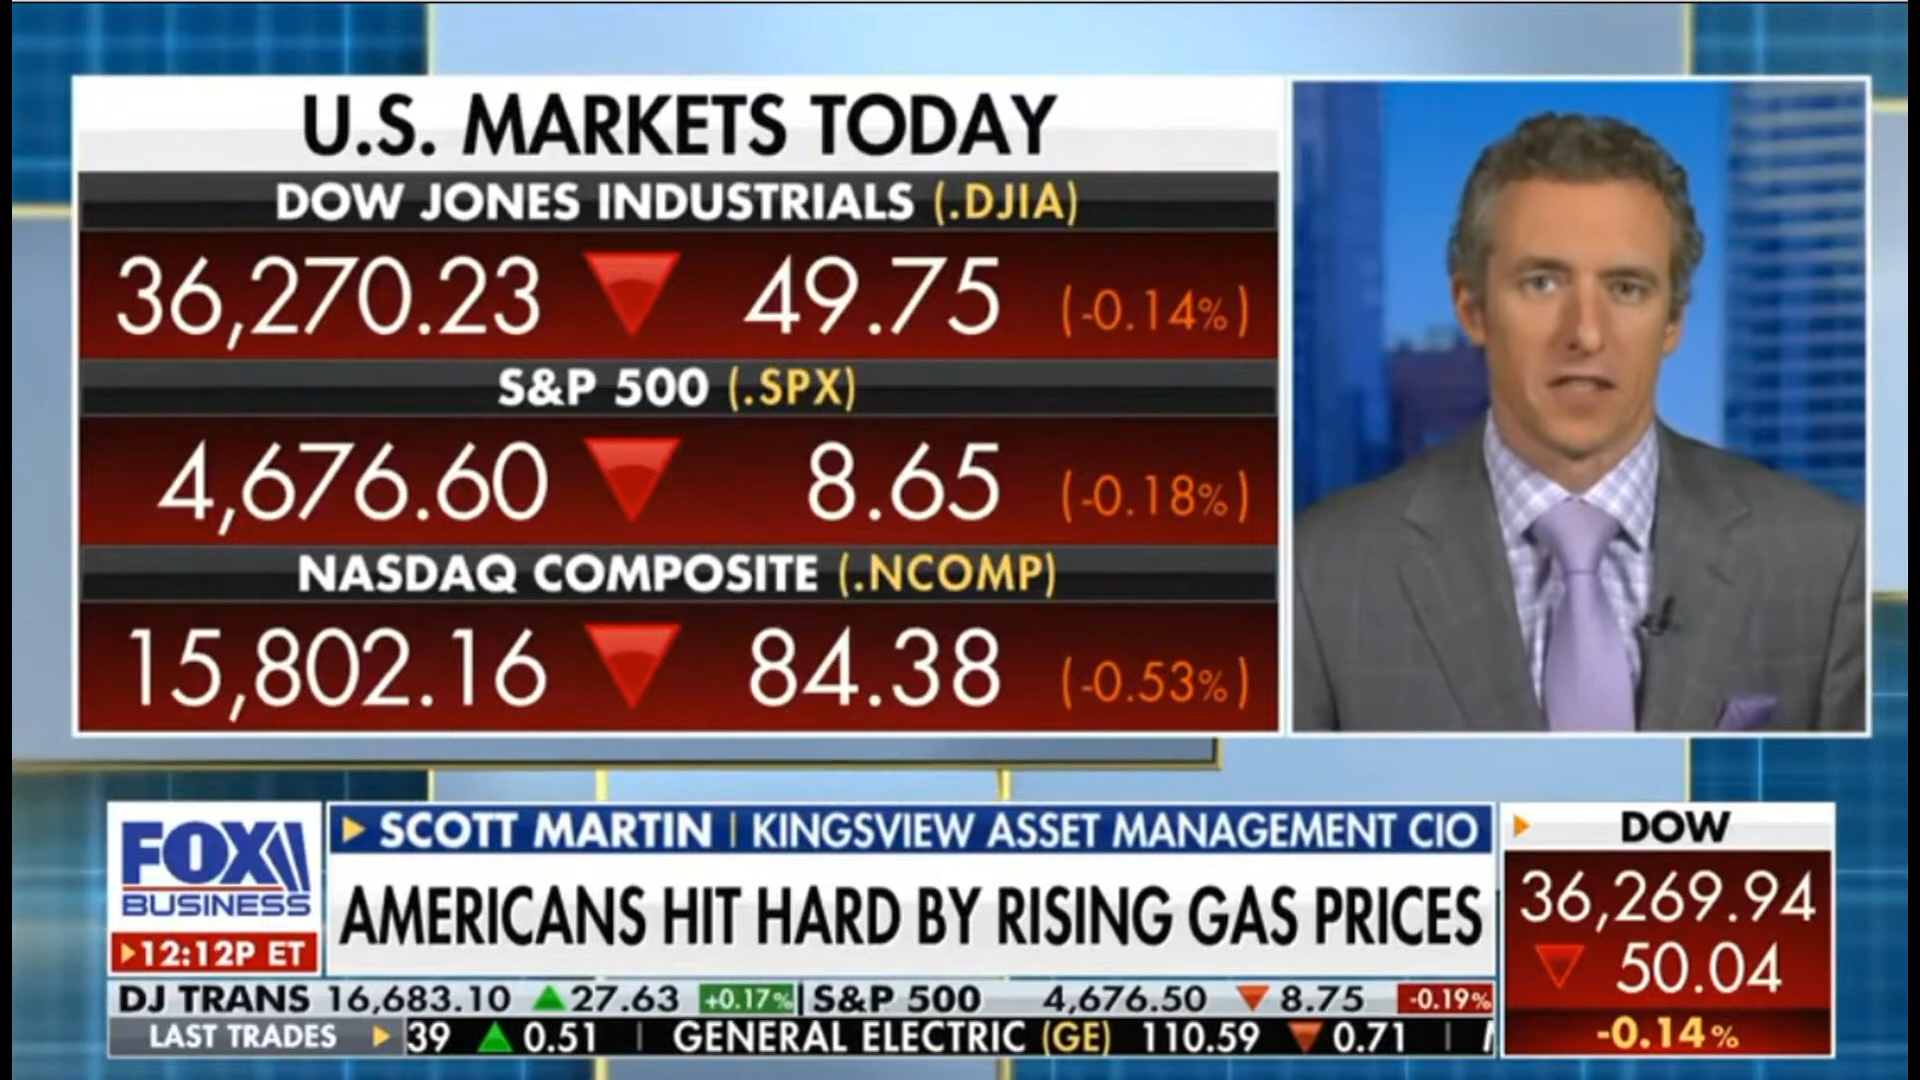 U.S. MARKETS TODAY
DOW JONES INDUSTRIALS (.DJIA)
36,270.23 ▼ 49.75 (-0.14%)
S&P 500 (.SPX)
4,676.60 ▼ 8.65 (-0.18%)
NASDAQ COMPOSITE (.NCOMP)
15,802.16 ▼ 84.38 (-0.53%)
FOX
BUSINESS
12:12P ET
SCOTT MARTIN | KINGSVIEW ASSET MANAGEMENT CIO
AMERICANS HIT HARD BY RISING GAS PRICES
DOW
36,269.94
▼ 50.04
-0.14%
DJ TRANS 16,683.10 ▲ 27.63 +0.17% | S&P 500 4,676.50 ▼ 8.75 -0.19%
LAST TRADES 39 ▲ 0.51 | GENERAL ELECTRIC (GE) 110.59 ▼ 0.71 |